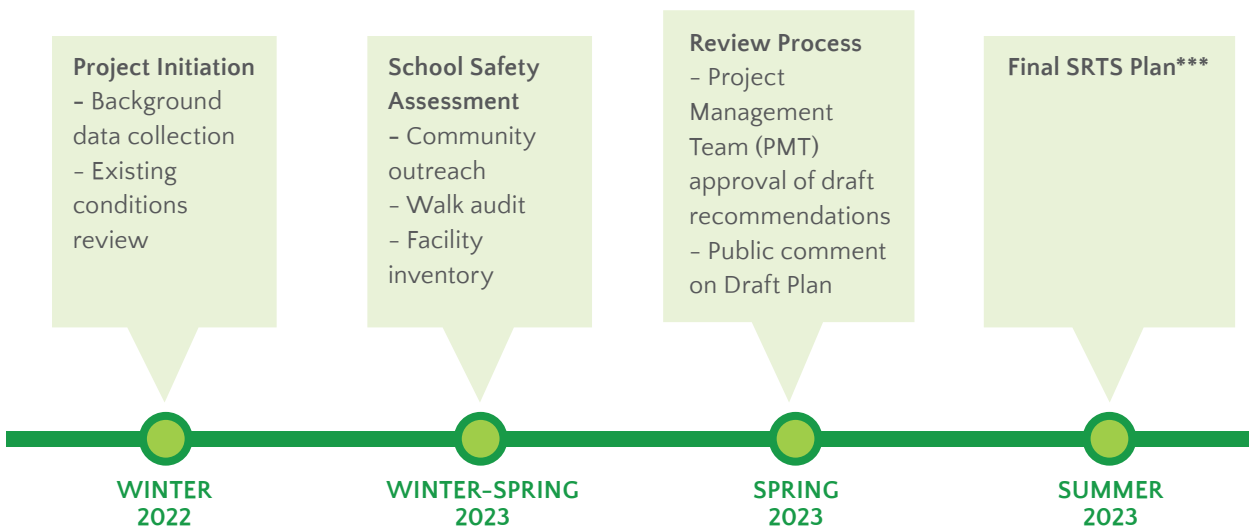 Project Initiation
- Background
data collection
- Existing
conditions
review
School Safety
Assessment
- Community
outreach
- Walk audit
- Facility
inventory
Review Process
- Project
Management
Team (PMT)
approval of draft
recommendations
- Public comment
on Draft Plan
Final SRTS Plan***
WINTER
2022
WINTER-SPRING
2023
SPRING
2023
SUMMER
2023